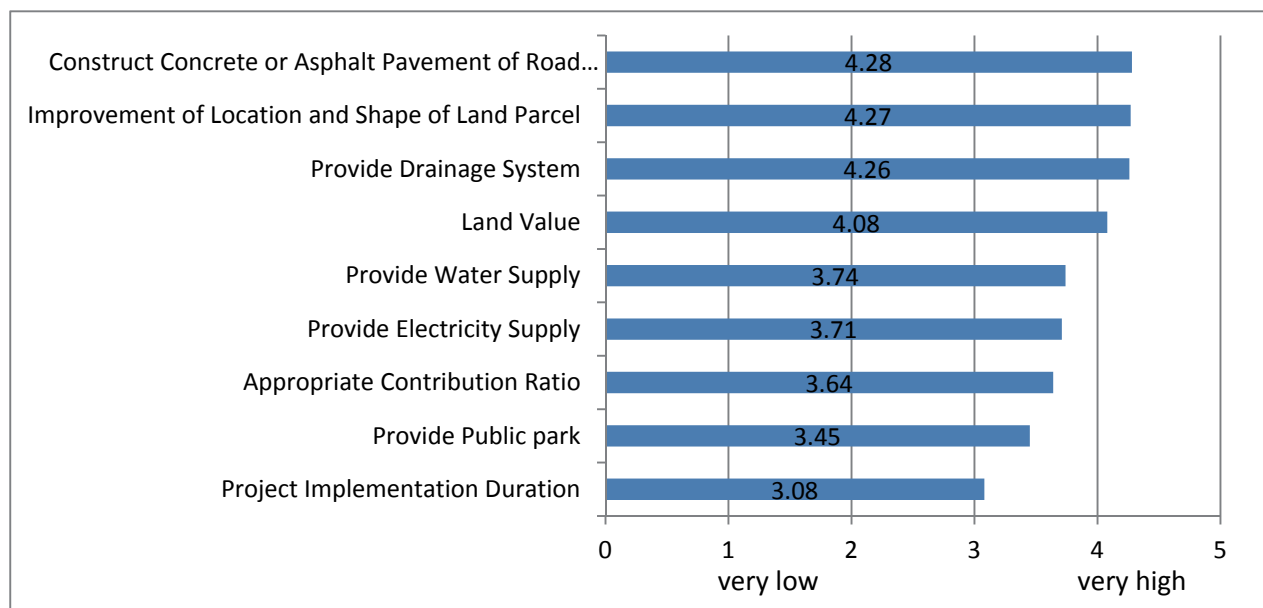 Construct Concrete or Asphalt Pavement of Road... 4.28
Improvement of Location and Shape of Land Parcel 4.27
Provide Drainage System 4.26
Land Value 4.08
Provide Water Supply 3.74
Provide Electricity Supply 3.71
Appropriate Contribution Ratio 3.64
Provide Public park 3.45
Project Implementation Duration 3.08
0 1 2 3 4 5
very low very high